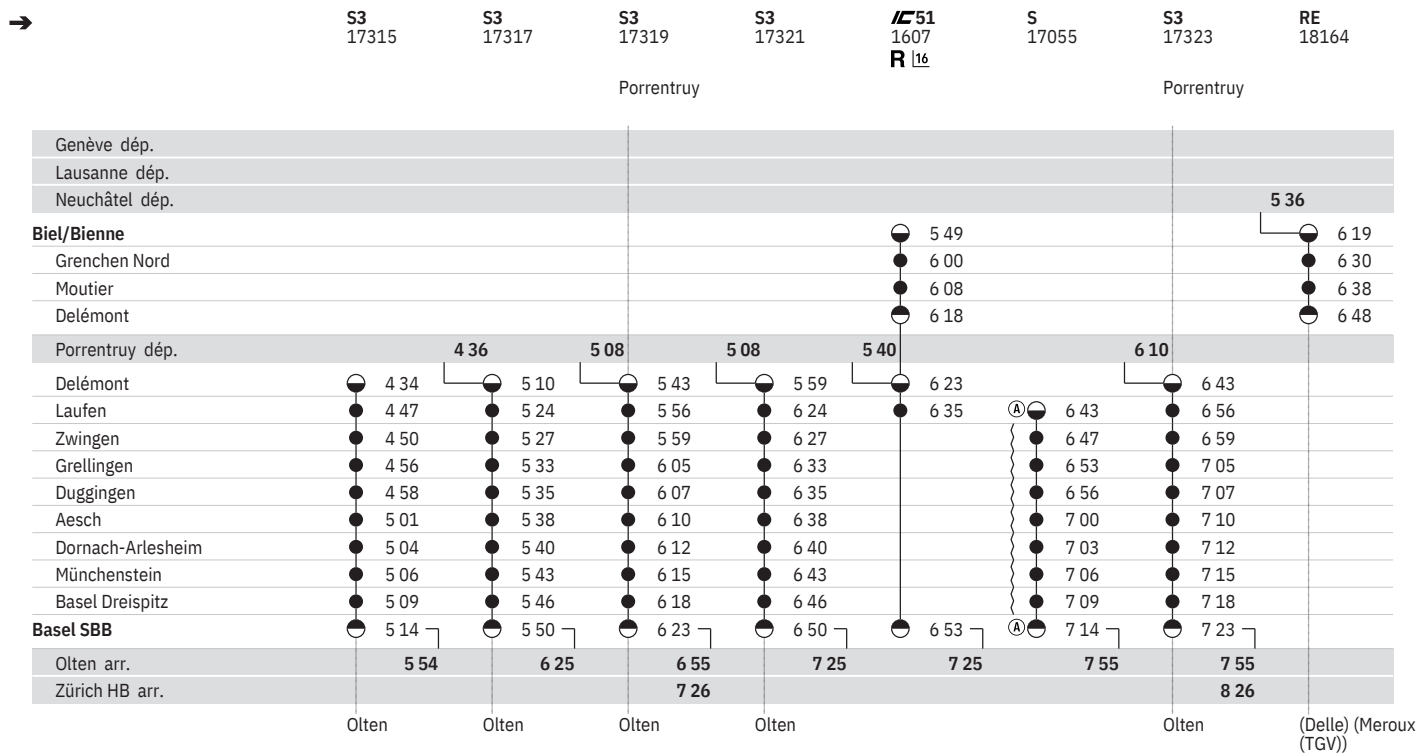 ➔ S3 S3 S3 S3 IC51 S S3 RE
17315 17317 17319 17321 1607 17055 17323 18164
R 16
Porrentruy Porrentruy
Genève dép.
Lausanne dép.
Neuchâtel dép. 5 36
Biel/Bienne 5 49 6 19
Grenchen Nord 6 00 6 30
Moutier 6 08 6 38
Delémont 6 18 6 48
Porrentruy dép. 4 36 5 08 5 08 5 40 6 10
Delémont 4 34 5 10 5 43 5 59 6 23 6 43
Laufen 4 47 5 24 5 56 6 24 6 35 A 6 43 6 56
Zwingen 4 50 5 27 5 59 6 27 6 47 6 59
Grellingen 4 56 5 33 6 05 6 33 6 53 7 05
Duggingen 4 58 5 35 6 07 6 35 6 56 7 07
Aesch 5 01 5 38 6 10 6 38 7 00 7 10
Dornach-Arlesheim 5 04 5 40 6 12 6 40 7 03 7 12
Münchenstein 5 06 5 43 6 15 6 43 7 06 7 15
Basel Dreispitz 5 09 5 46 6 18 6 46 7 09 7 18
Basel SBB 5 14 5 50 6 23 6 50 6 53 A 7 14 7 23
Olten arr. 5 54 6 25 6 55 7 25 7 25 7 55 7 55
Zürich HB arr. 7 26 8 26
Olten Olten Olten Olten Olten (Delle) (Meroux
(TGV))